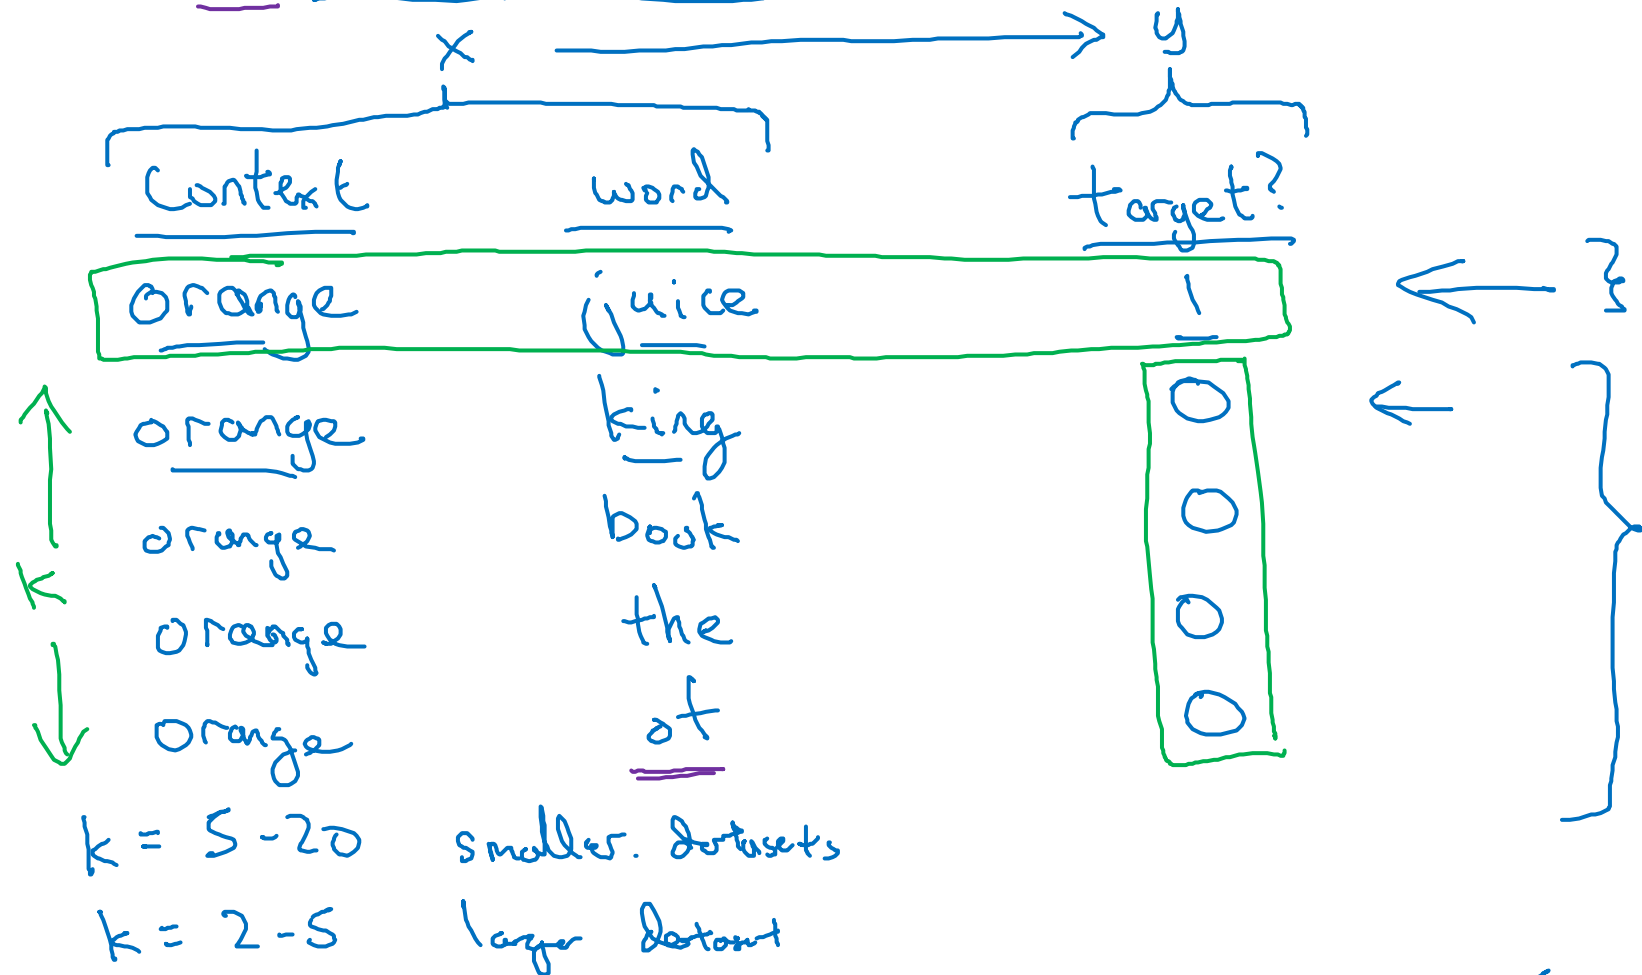 x → y
Context word target?
orange juice 1
orange king 0
orange book 0
k
orange the 0
orange of 0
k = 5-20 smaller. datasets
k = 2-5 larger dataset